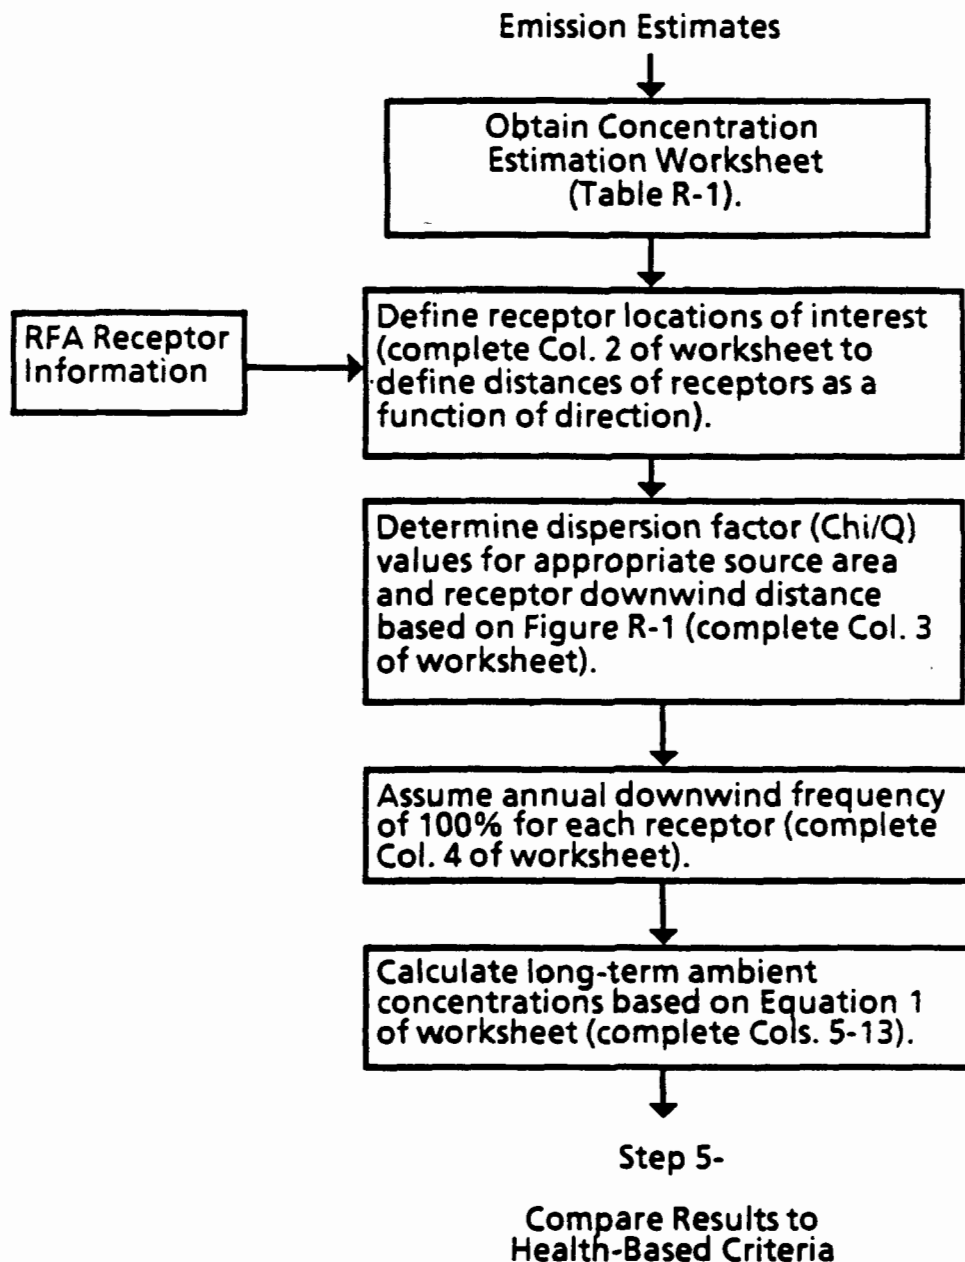 Emission Estimates
Obtain Concentration
Estimation Worksheet
(Table R-1).
RFA Receptor
Information
Define receptor locations of interest
(complete Col. 2 of worksheet to
define distances of receptors as a
function of direction).
Determine dispersion factor (Chi/Q)
values for appropriate source area
and receptor downwind distance
based on Figure R-1 (complete Col. 3
of worksheet).
Assume annual downwind frequency
of 100% for each receptor (complete
Col. 4 of worksheet).
Calculate long-term ambient
concentrations based on Equation 1
of worksheet (complete Cols. 5-13).
Step 5-
Compare Results to
Health-Based Criteria